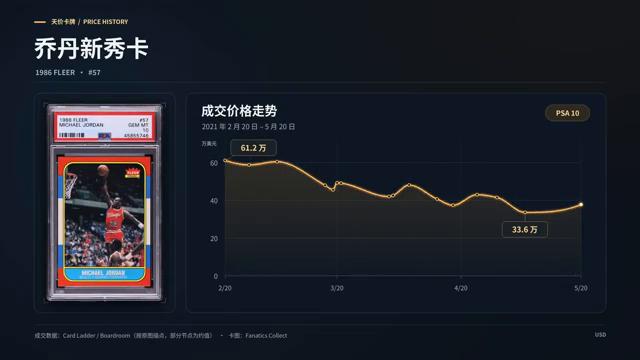 天价卡牌 / PRICE HISTORY
乔丹新秀卡
1986 FLEER • #57
1986 FLEER #57
MICHAEL JORDAN GEM MT
10
PSA 45855746
FLEER
MICHAEL JORDAN
成交价格走势
2021 年 2 月 20 日 – 5 月 20 日
PSA 10
万美元
61.2 万
60
40
20
0
33.6 万
2/20 3/20 4/20 5/20
成交数据：Card Ladder / Boardroom（按原图描点，部分节点为约值） • 卡图：Fanatics Collect
USD